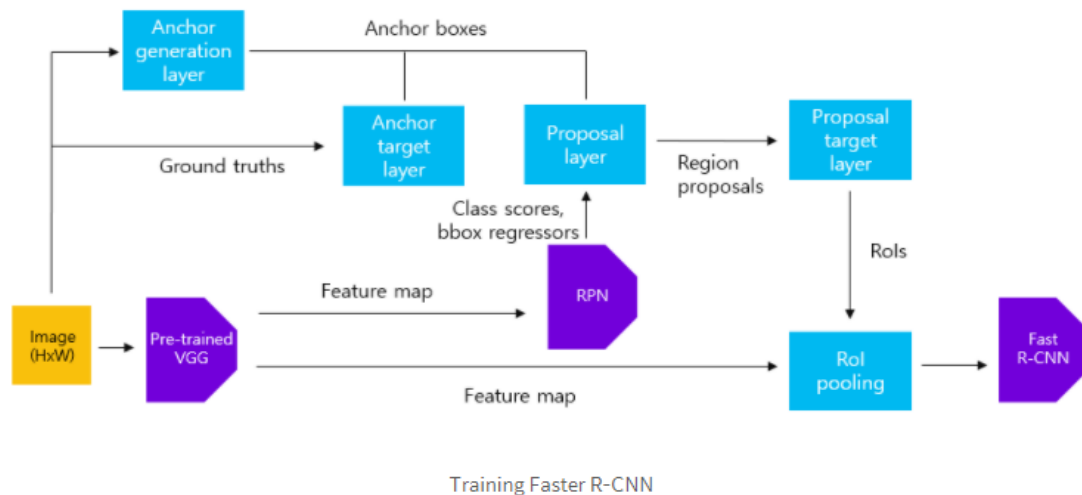 Anchor
generation
layer
Anchor boxes
Anchor
target
layer
Ground truths
Proposal
layer
Region
proposals
Proposal
target
layer
Class scores,
bbox regressors
RoIs
Feature map
RPN
Image
(HxW)
Pre-trained
VGG
Feature map
RoI
pooling
Fast
R-CNN
Training Faster R-CNN